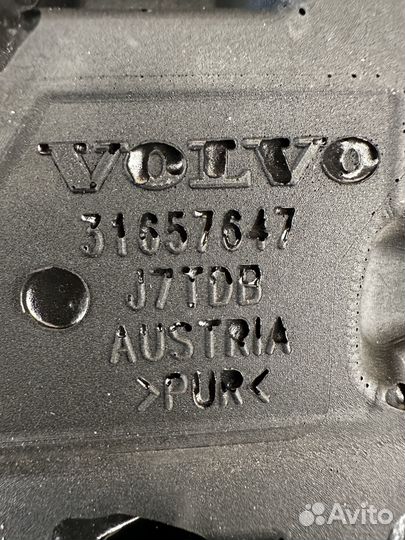 VOLVO
31657647
J7TDB
AUSTRIA
>PUR<
Avito